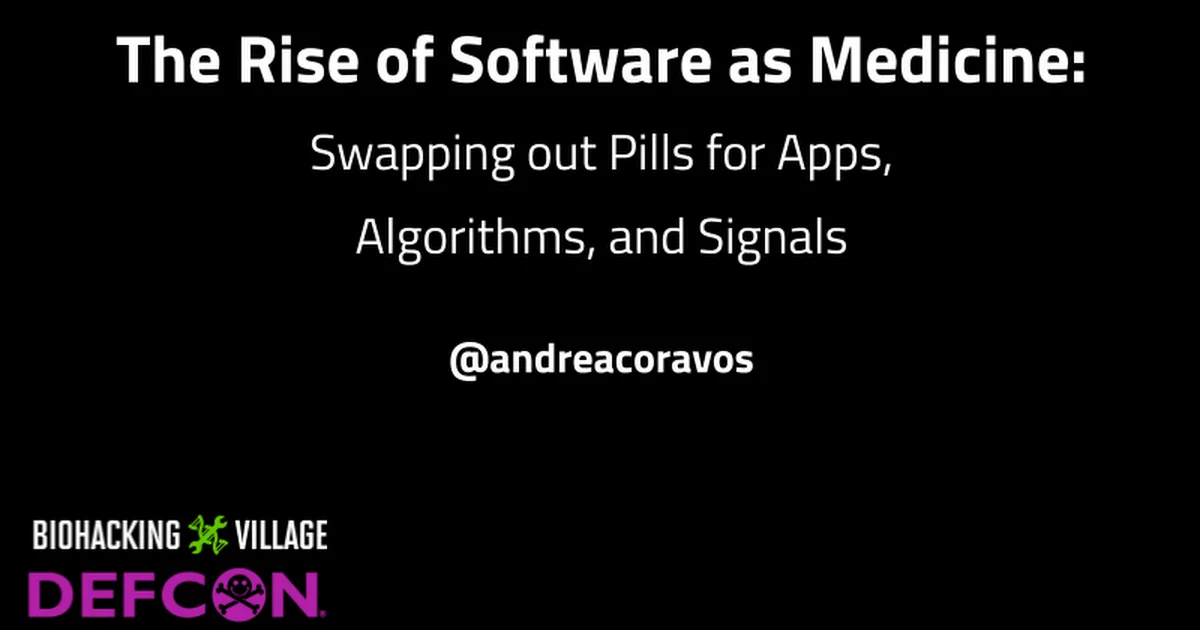 The Rise of Software as Medicine:
Swapping out Pills for Apps,
Algorithms, and Signals
@andreacoravos
BIOHACKING VILLAGE
DEFCON®